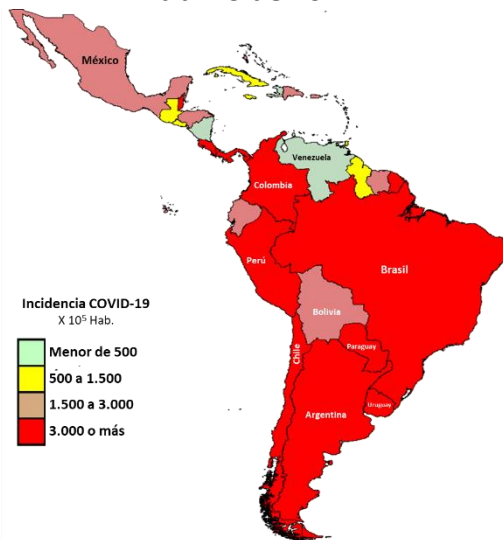 México
Venezuela
Colombia
Perú
Brasil
Bolivia
Paraguay
Chile
Uruguay
Argentina
Incidencia COVID-19
X 10⁵ Hab.
Menor de 500
500 a 1.500
1.500 a 3.000
3.000 o más